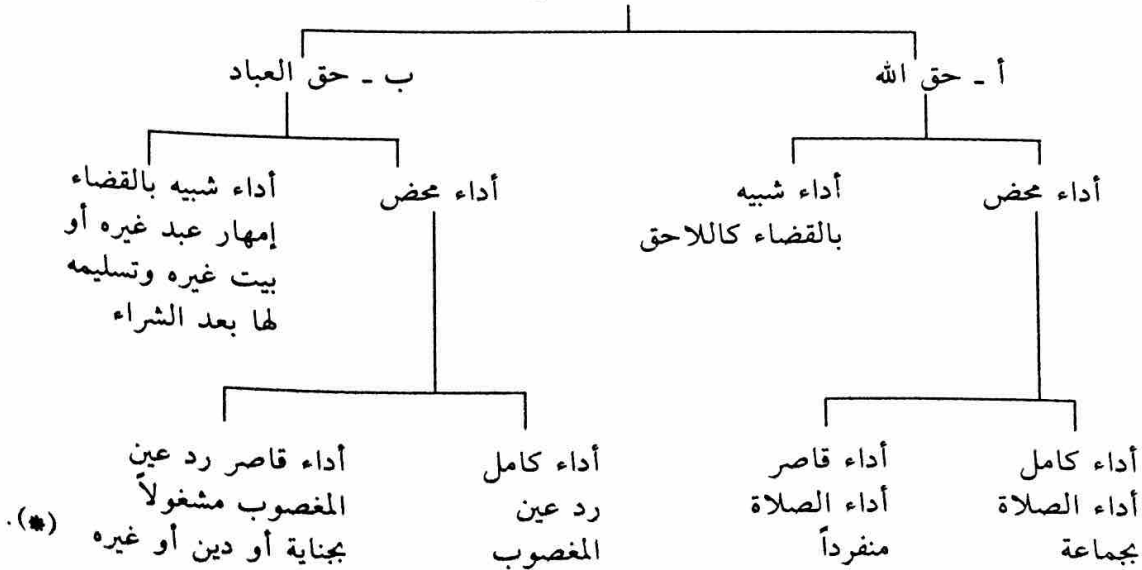 أ - حق الله
ب - حق العباد
أداء محض
أداء شبيه
بالقضاء كاللاحق
أداء محض
أداء شبيه بالقضاء
إمهار عبد غيره أو
بيت غيره وتسليمه
لها بعد الشراء
أداء كامل
أداء الصلاة
بجماعة
أداء قاصر
أداء الصلاة
منفرداً
أداء كامل
رد عين
المغصوب
أداء قاصر رد عين
المغصوب مشغولاً
بجناية أو دين أو غيره (*).